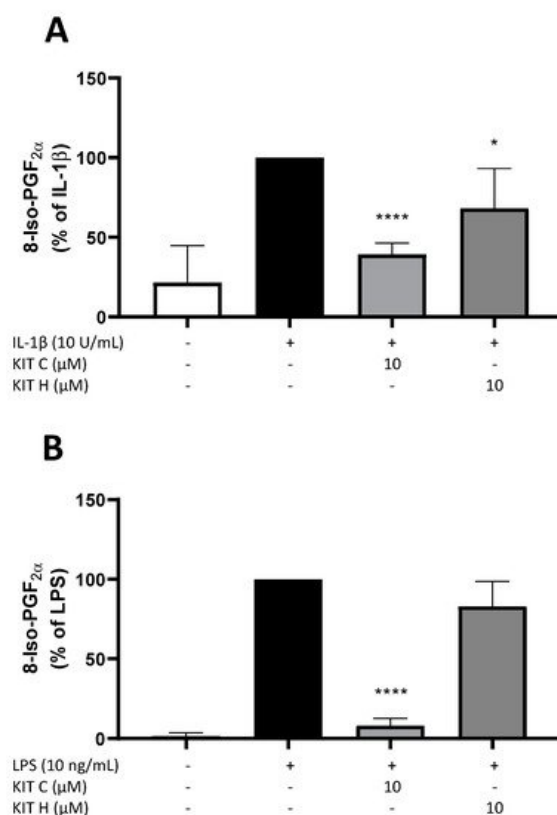 A
8-Iso-PGF2α
(% of IL-1β)
150
100
50
0
****
*
IL-1β (10 U/mL) - + + +
KIT C (μM) - - 10 -
KIT H (μM) - - - 10
B
8-Iso-PGF2α
(% of LPS)
150
100
50
0
****
LPS (10 ng/mL) - + + +
KIT C (μM) - - 10 -
KIT H (μM) - - - 10